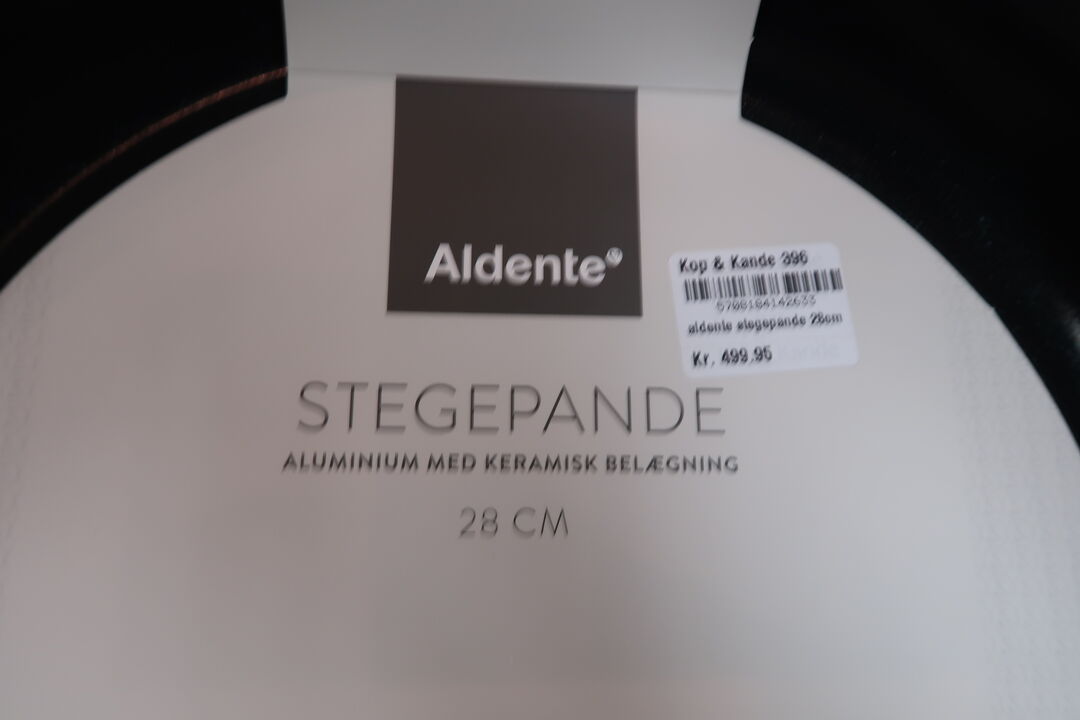 Aldente®
Kop & Kande 396
5708184142633
aldente stegepande 28cm
Kr. 499.95
STEGEPANDE
ALUMINIUM MED KERAMISK BELÆGNING
28 CM